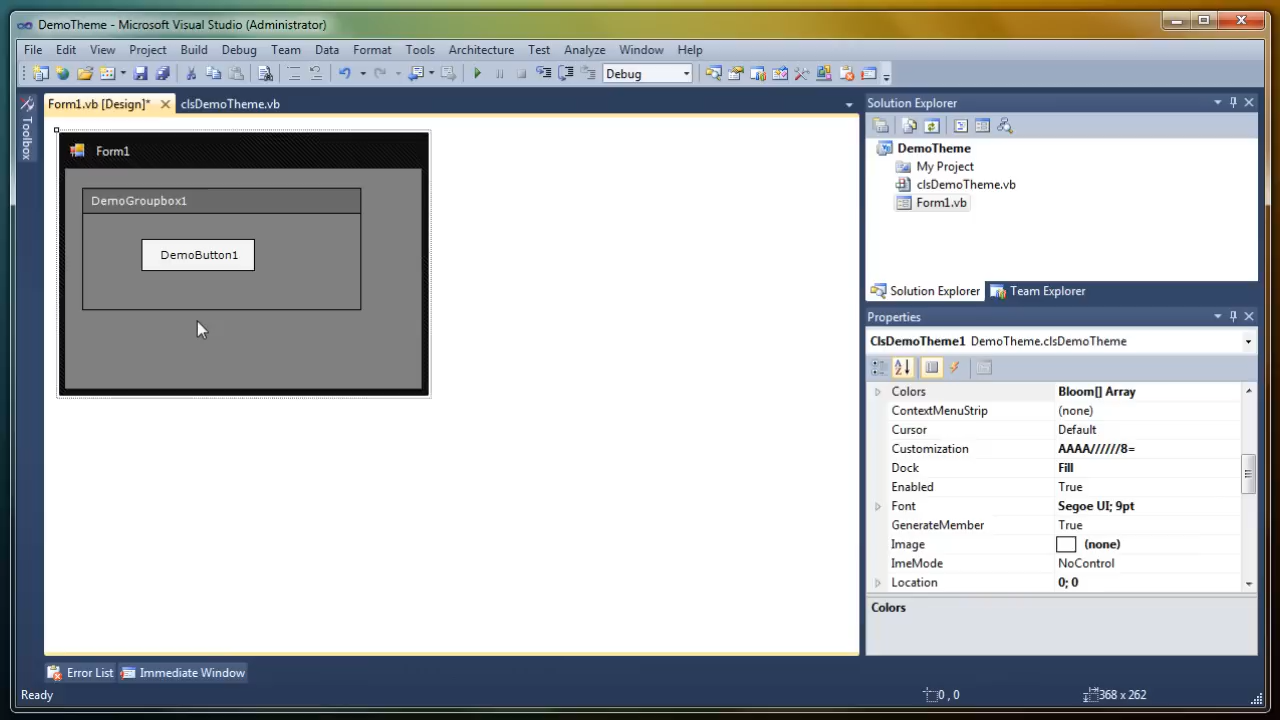 DemoTheme - Microsoft Visual Studio (Administrator)
File Edit View Project Build Debug Team Data Format Tools Architecture Test Analyze Window Help
Debug
Form1.vb [Design]* clsDemoTheme.vb
Toolbox
Form1
DemoGroupbox1
DemoButton1
Solution Explorer
DemoTheme
My Project
clsDemoTheme.vb
Form1.vb
Solution Explorer Team Explorer
Properties
ClsDemoTheme1 DemoTheme.clsDemoTheme
Colors Bloom[] Array
ContextMenuStrip (none)
Cursor Default
Customization AAAA//////8=
Dock Fill
Enabled True
Font Segoe UI; 9pt
GenerateMember True
Image (none)
ImeMode NoControl
Location 0; 0
Colors
Error List Immediate Window
Ready 0 , 0 368 x 262